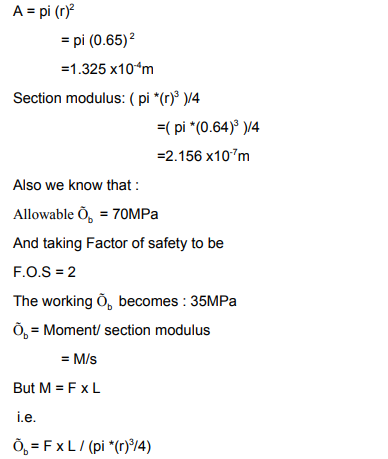 A = pi (r)²
= pi (0.65) ²
=1.325 x10⁻⁴m
Section modulus: ( pi *(r)³ )/4
=( pi *(0.64)³ )/4
=2.156 x10⁻⁷m
Also we know that :
Allowable Õb = 70MPa
And taking Factor of safety to be
F.O.S = 2
The working Õb becomes : 35MPa
Õb = Moment/ section modulus
= M/s
But M = F x L
i.e.
Õb = F x L / (pi *(r)³/4)